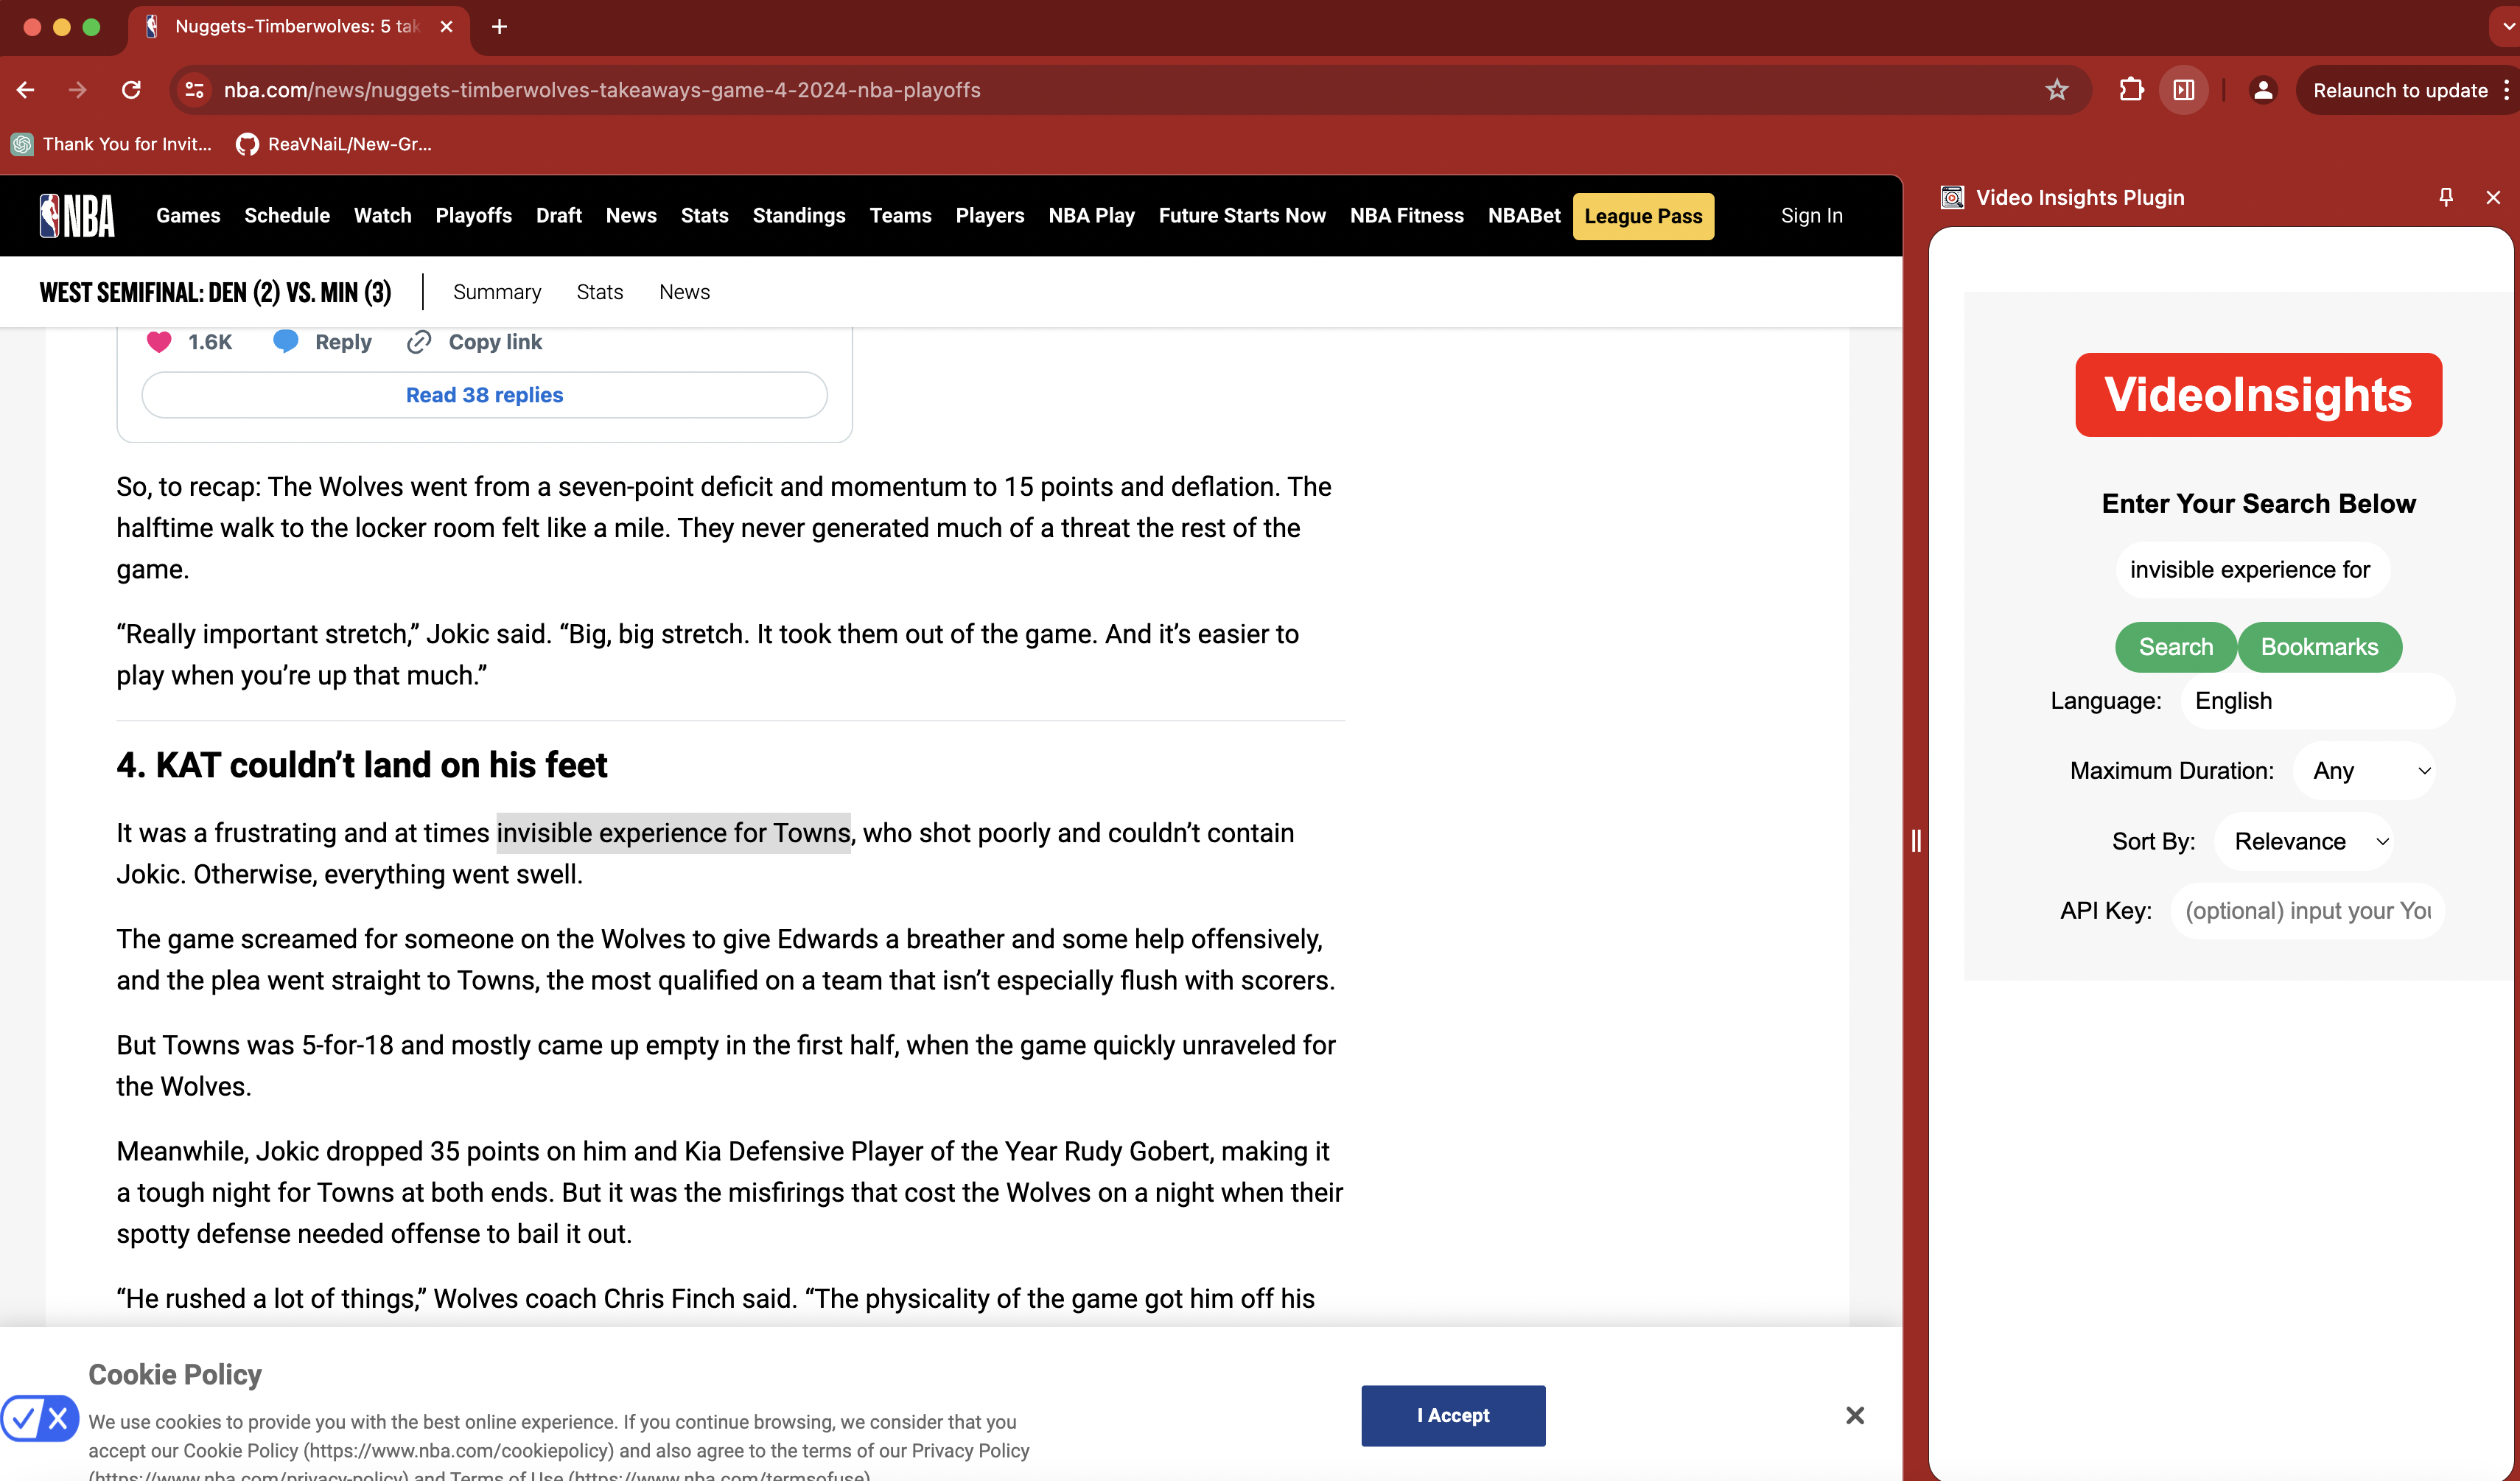 Nuggets-Timberwolves: 5 tak
nba.com/news/nuggets-timberwolves-takeaways-game-4-2024-nba-playoffs
Relaunch to update
Thank You for Invit...
ReaVNaiL/New-Gr...
NBA
Games Schedule Watch Playoffs Draft News Stats Standings Teams Players NBA Play Future Starts Now NBA Fitness NBABet League Pass Sign In
WEST SEMIFINAL: DEN (2) VS. MIN (3)
Summary Stats News
1.6K Reply Copy link
Read 38 replies
So, to recap: The Wolves went from a seven-point deficit and momentum to 15 points and deflation. The
halftime walk to the locker room felt like a mile. They never generated much of a threat the rest of the
game.
“Really important stretch,” Jokic said. “Big, big stretch. It took them out of the game. And it’s easier to
play when you’re up that much.”
4. KAT couldn’t land on his feet
It was a frustrating and at times invisible experience for Towns, who shot poorly and couldn’t contain
Jokic. Otherwise, everything went swell.
The game screamed for someone on the Wolves to give Edwards a breather and some help offensively,
and the plea went straight to Towns, the most qualified on a team that isn’t especially flush with scorers.
But Towns was 5-for-18 and mostly came up empty in the first half, when the game quickly unraveled for
the Wolves.
Meanwhile, Jokic dropped 35 points on him and Kia Defensive Player of the Year Rudy Gobert, making it
a tough night for Towns at both ends. But it was the misfirings that cost the Wolves on a night when their
spotty defense needed offense to bail it out.
“He rushed a lot of things,” Wolves coach Chris Finch said. “The physicality of the game got him off his
Cookie Policy
We use cookies to provide you with the best online experience. If you continue browsing, we consider that you
accept our Cookie Policy (https://www.nba.com/cookiepolicy) and also agree to the terms of our Privacy Policy
(https://www.nba.com/privacy-policy) and Terms of Use (https://www.nba.com/termsofuse)
I Accept
Video Insights Plugin
VideoInsights
Enter Your Search Below
invisible experience for
Search Bookmarks
Language: English
Maximum Duration: Any
Sort By: Relevance
API Key: (optional) input your You